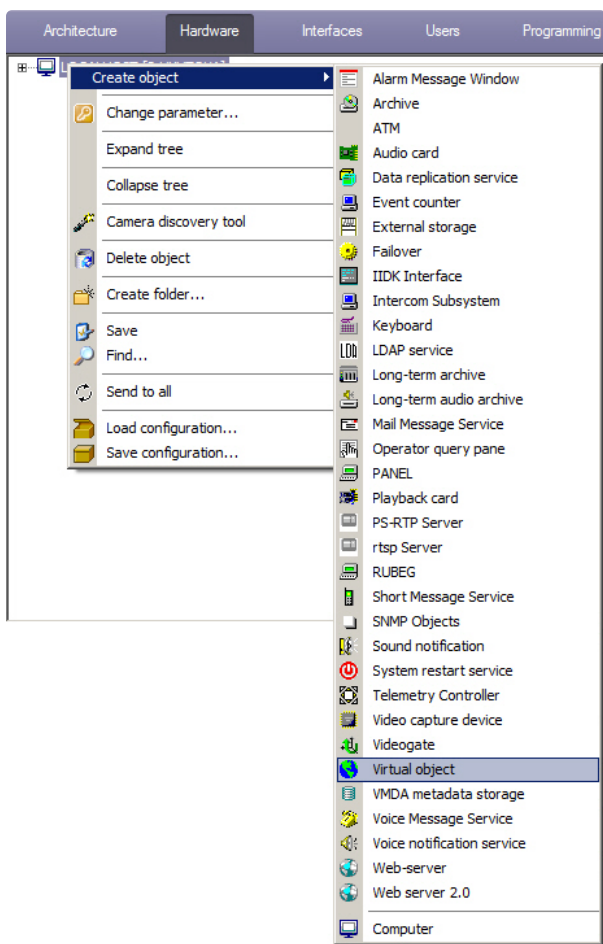 Architecture Hardware Interfaces Users Programming
Create object
Change parameter...
Expand tree
Collapse tree
Camera discovery tool
Delete object
Create folder...
Save
Find...
Send to all
Load configuration...
Save configuration...
Alarm Message Window
Archive
ATM
Audio card
Data replication service
Event counter
External storage
Failover
IIDK Interface
Intercom Subsystem
Keyboard
LDAP service
Long-term archive
Long-term audio archive
Mail Message Service
Operator query pane
PANEL
Playback card
PS-RTP Server
rtsp Server
RUBEG
Short Message Service
SNMP Objects
Sound notification
System restart service
Telemetry Controller
Video capture device
Videogate
Virtual object
VMDA metadata storage
Voice Message Service
Voice notification service
Web-server
Web server 2.0
Computer